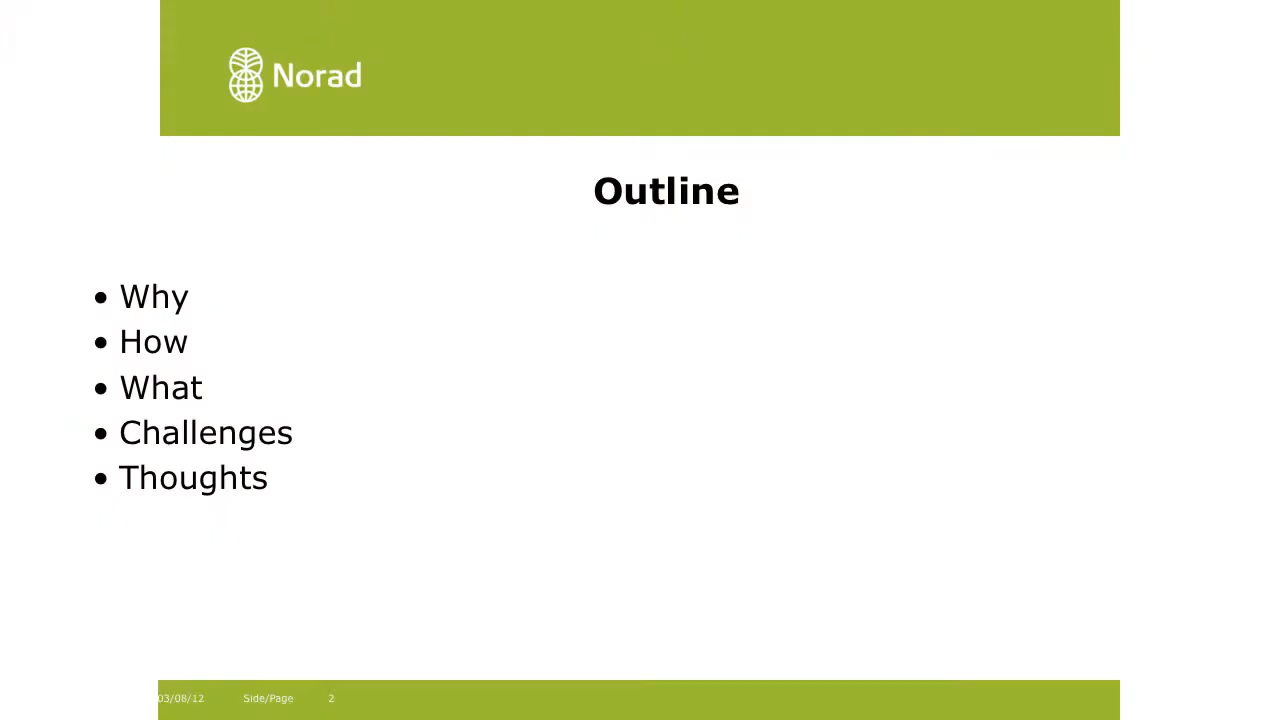 Norad
Outline
• Why
• How
• What
• Challenges
• Thoughts
03/08/12 Side/Page 2